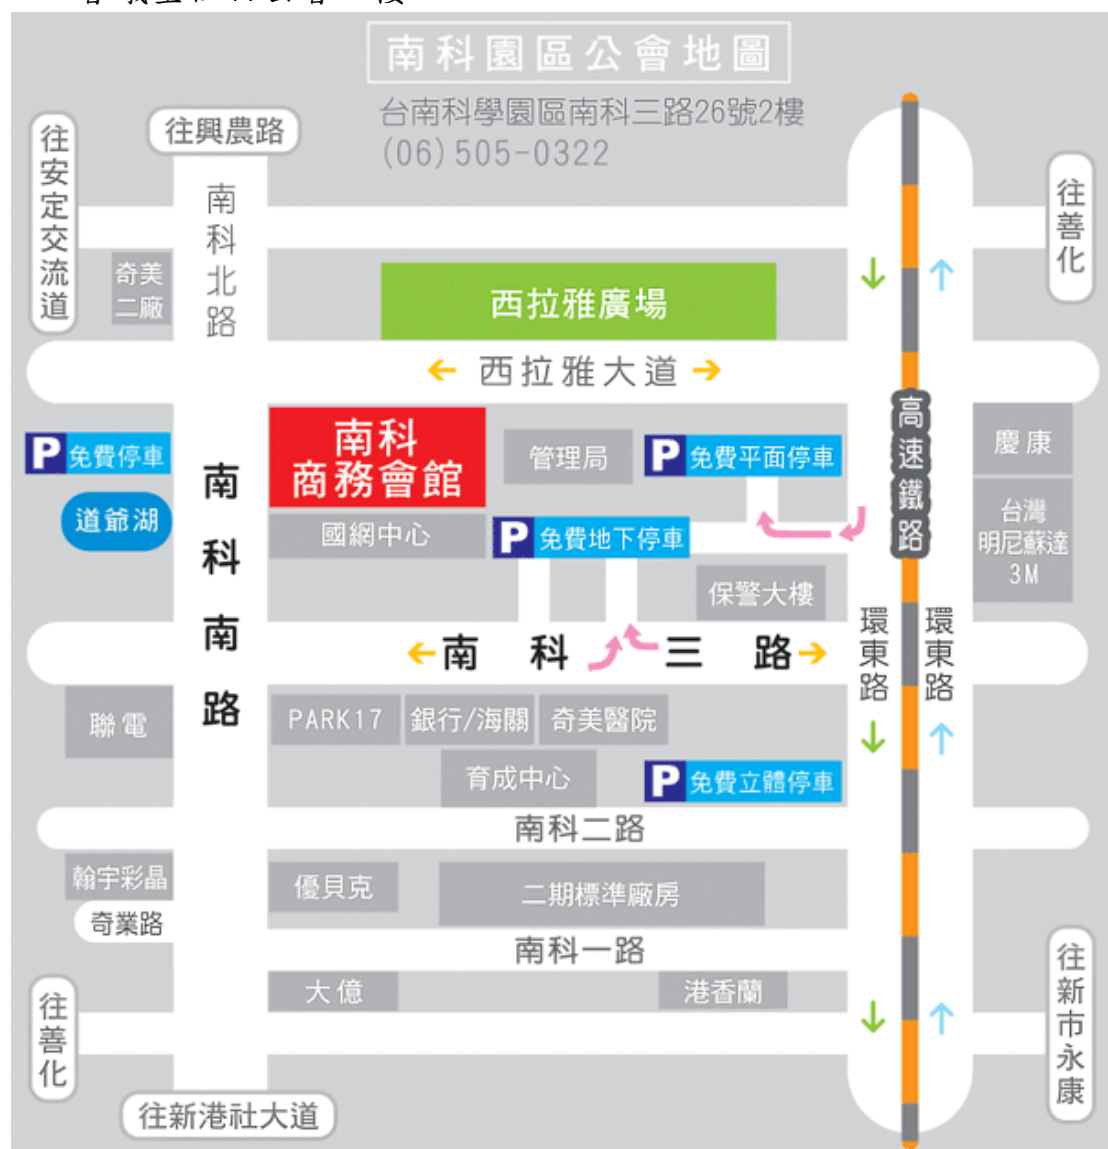 南科園區公會地圖
台南科學園區南科三路26號2樓
(06)505-0322
往安定交流道
往興農路
往善化
南科北路
奇美
二廠
西拉雅廣場
西拉雅大道
高速鐵路
P 免費停車
道爺湖
南科南路
南科
商務會館
管理局
P 免費平面停車
慶康
國網中心
P 免費地下停車
台灣
明尼蘇達
3M
保警大樓
南科三路
環東路
環東路
聯電
PARK17
銀行/海關
奇美醫院
育成中心
P 免費立體停車
南科二路
翰宇彩晶
奇業路
優貝克
二期標準廠房
南科一路
大億
港香蘭
往善化
往新港社大道
往新市永康